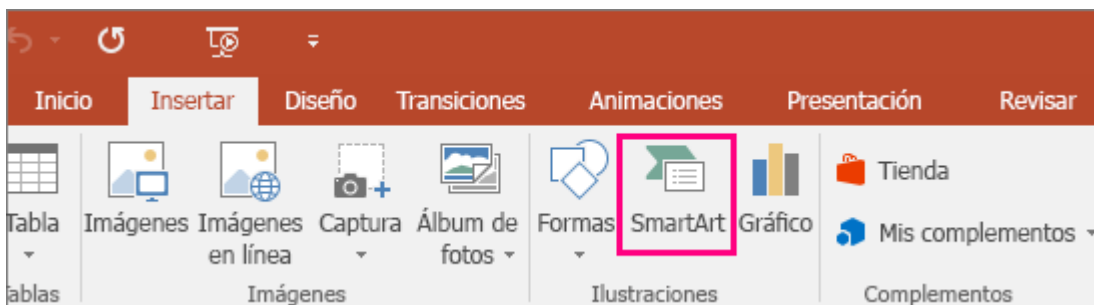 Inicio Insertar Diseño Transiciones Animaciones Presentación Revisar
Tabla Imágenes Imágenes en línea Captura Álbum de fotos Formas SmartArt Gráfico
Tienda
Mis complementos
Tablas Imágenes Ilustraciones Complementos